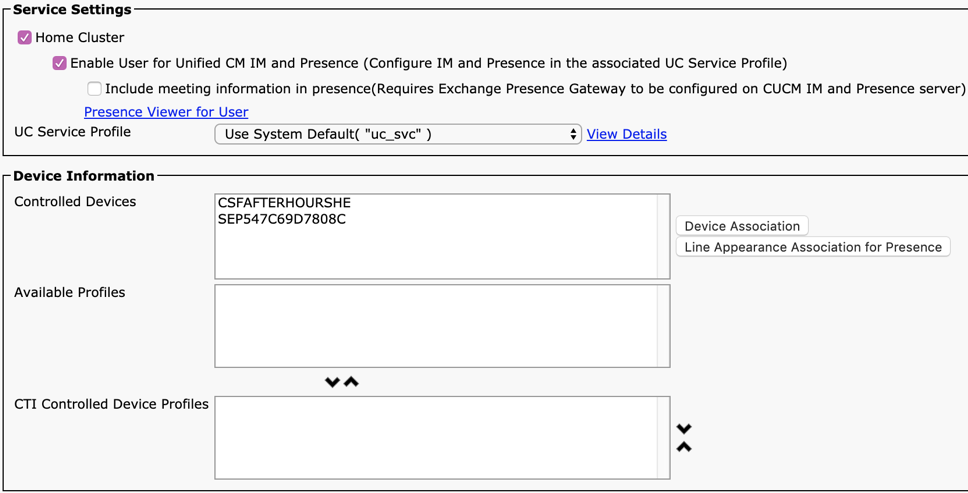 Service Settings
Home Cluster
Enable User for Unified CM IM and Presence (Configure IM and Presence in the associated UC Service Profile)
Include meeting information in presence(Requires Exchange Presence Gateway to be configured on CUCM IM and Presence server)
Presence Viewer for User
UC Service Profile Use System Default( "uc_svc" ) View Details
Device Information
Controlled Devices CSFAFTERHOURSHE
SEP547C69D7808C
Device Association
Line Appearance Association for Presence
Available Profiles
CTI Controlled Device Profiles